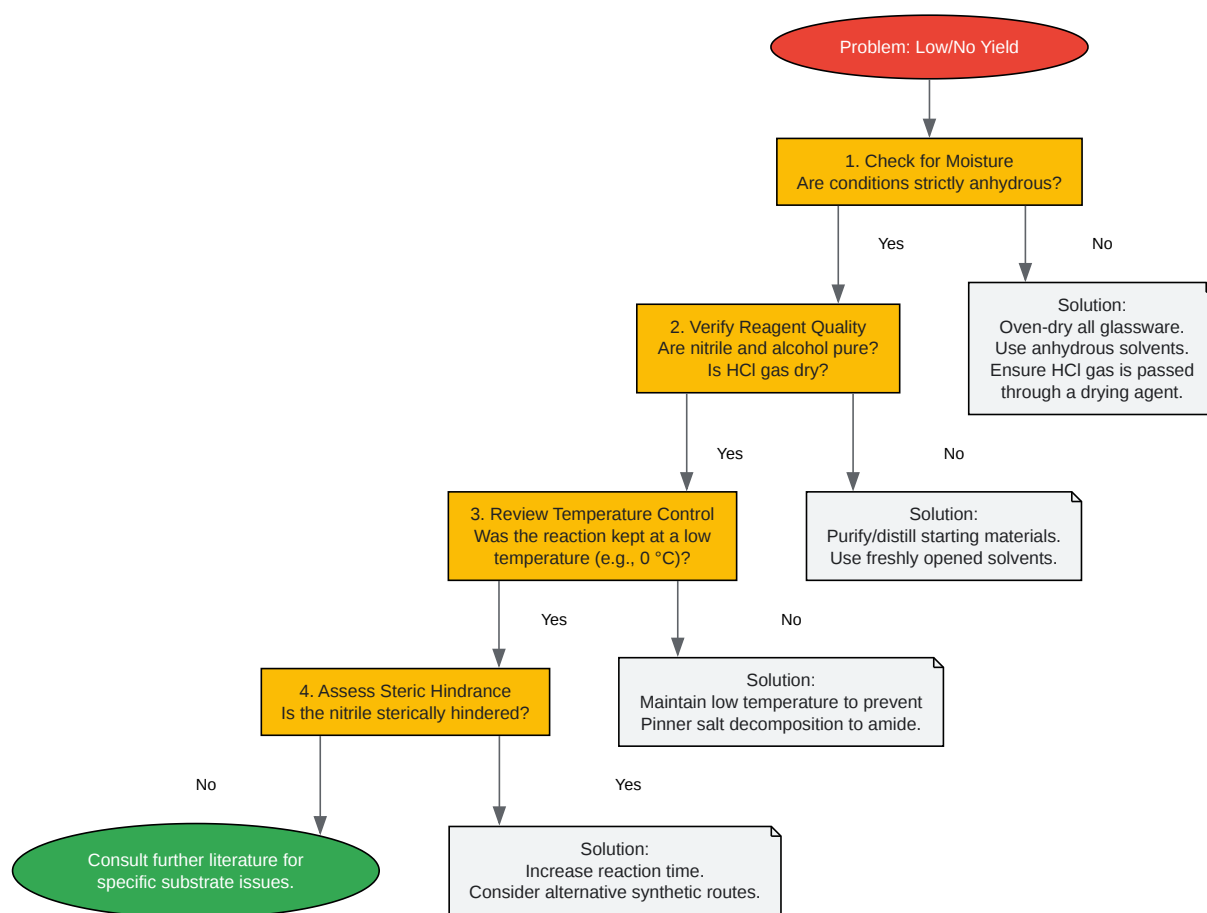 Problem: Low/No Yield
1. Check for Moisture
Are conditions strictly anhydrous?
Yes
No
2. Verify Reagent Quality
Are nitrile and alcohol pure?
Is HCl gas dry?
Solution:
Oven-dry all glassware.
Use anhydrous solvents.
Ensure HCl gas is passed
through a drying agent.
Yes
No
3. Review Temperature Control
Was the reaction kept at a low
temperature (e.g., 0 °C)?
Solution:
Purify/distill starting materials.
Use freshly opened solvents.
Yes
No
4. Assess Steric Hindrance
Is the nitrile sterically hindered?
Solution:
Maintain low temperature to prevent
Pinner salt decomposition to amide.
No
Yes
Consult further literature for
specific substrate issues.
Solution:
Increase reaction time.
Consider alternative synthetic routes.